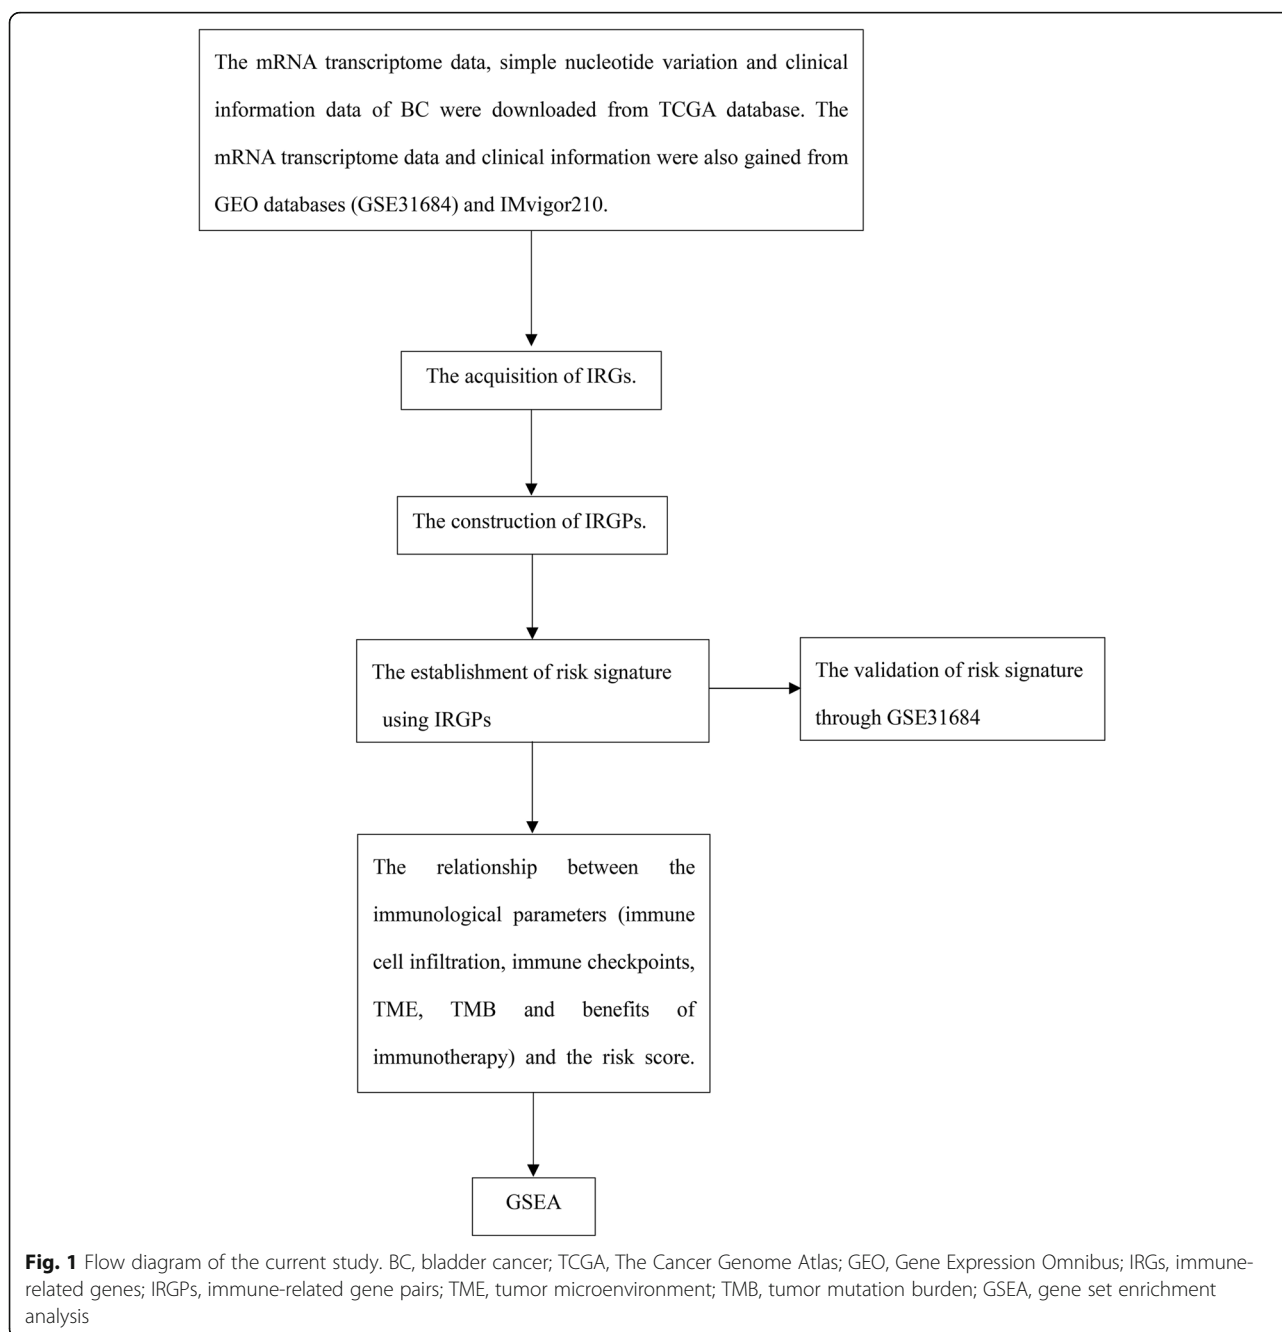 The mRNA transcriptome data, simple nucleotide variation and clinical
information data of BC were downloaded from TCGA database. The
mRNA transcriptome data and clinical information were also gained from
GEO databases (GSE31684) and IMvigor210.
The acquisition of IRGs.
The construction of IRGPs.
The establishment of risk signature
using IRGPs
The validation of risk signature
through GSE31684
The relationship between the
immunological parameters (immune
cell infiltration, immune checkpoints,
TME, TMB and benefits of
immunotherapy) and the risk score.
GSEA
Fig. 1 Flow diagram of the current study. BC, bladder cancer; TCGA, The Cancer Genome Atlas; GEO, Gene Expression Omnibus; IRGs, immune-
related genes; IRGPs, immune-related gene pairs; TME, tumor microenvironment; TMB, tumor mutation burden; GSEA, gene set enrichment
analysis